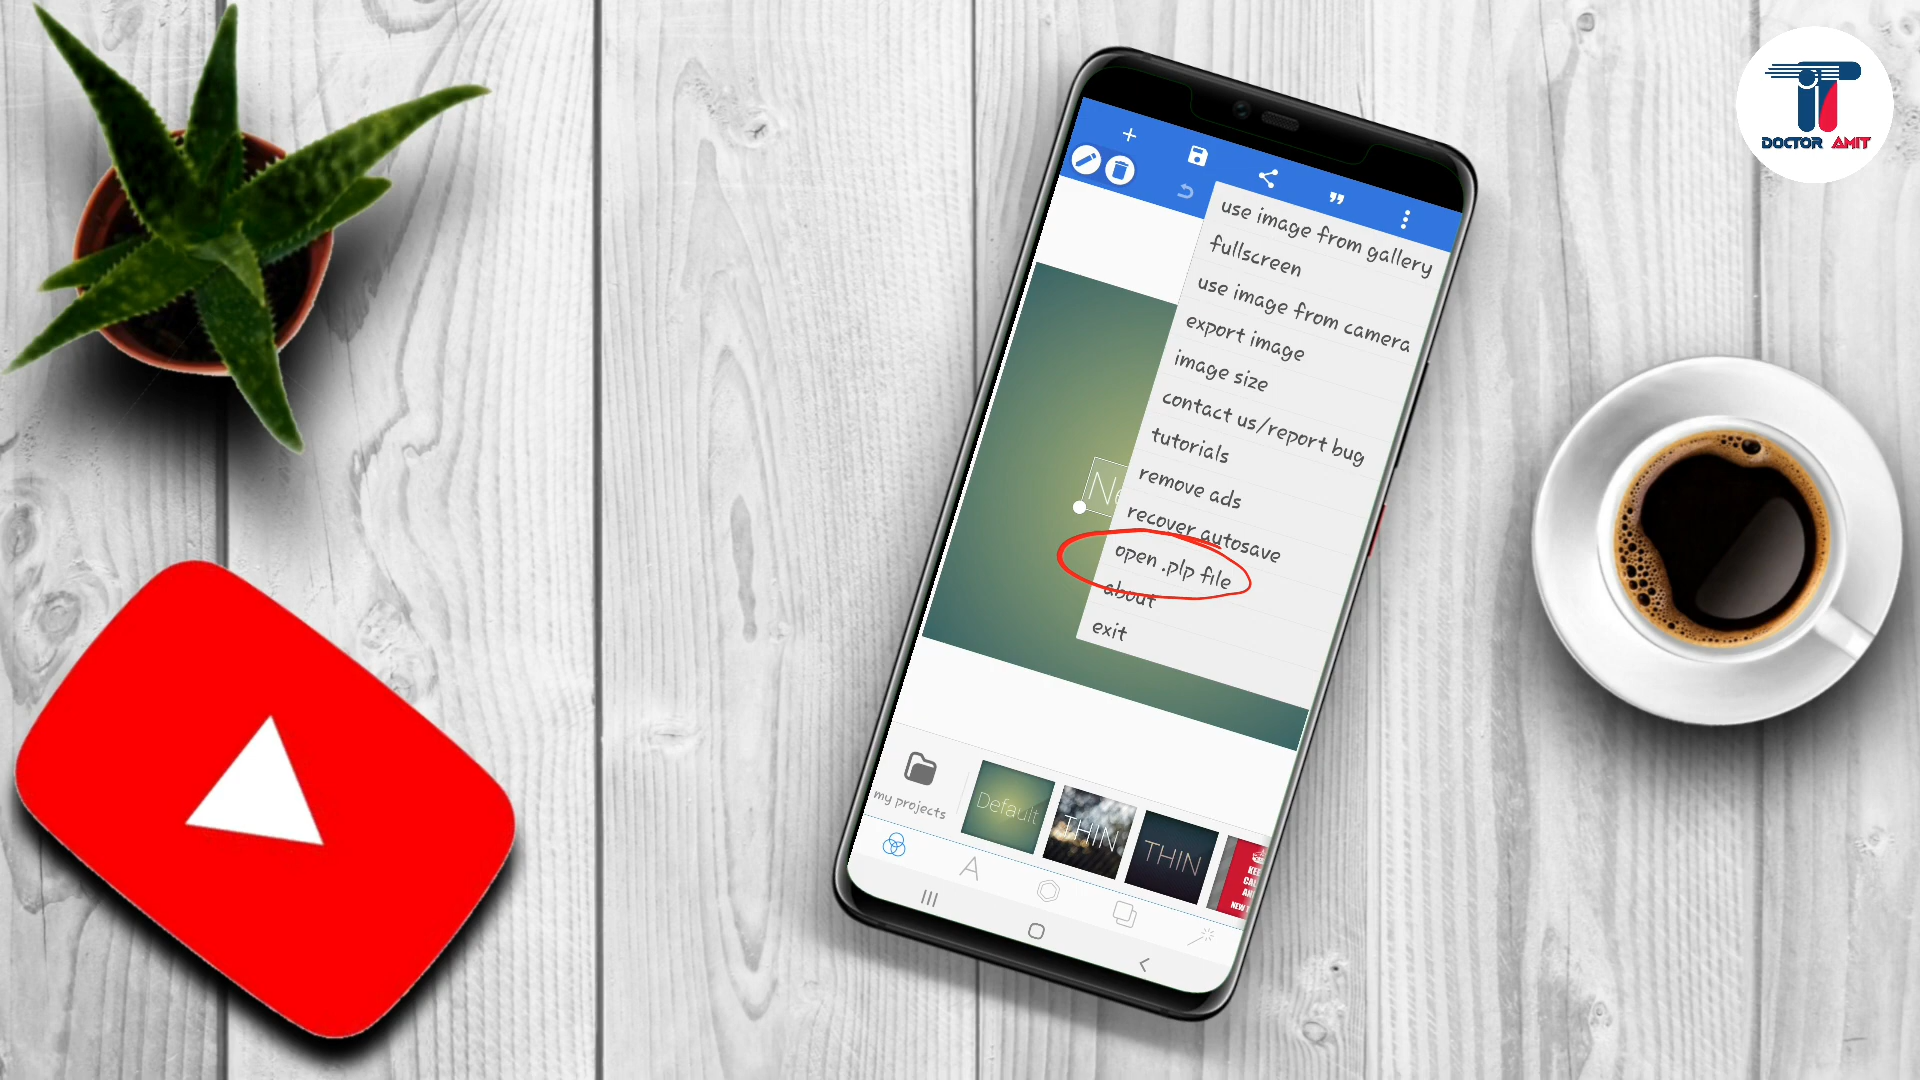 DOCTOR AMIT
use image from gallery
fullscreen
use image from camera
export image
image size
contact us/report bug
tutorials
remove ads
recover autosave
open .plp file
about
exit
my projects
Default
THIN
THIN